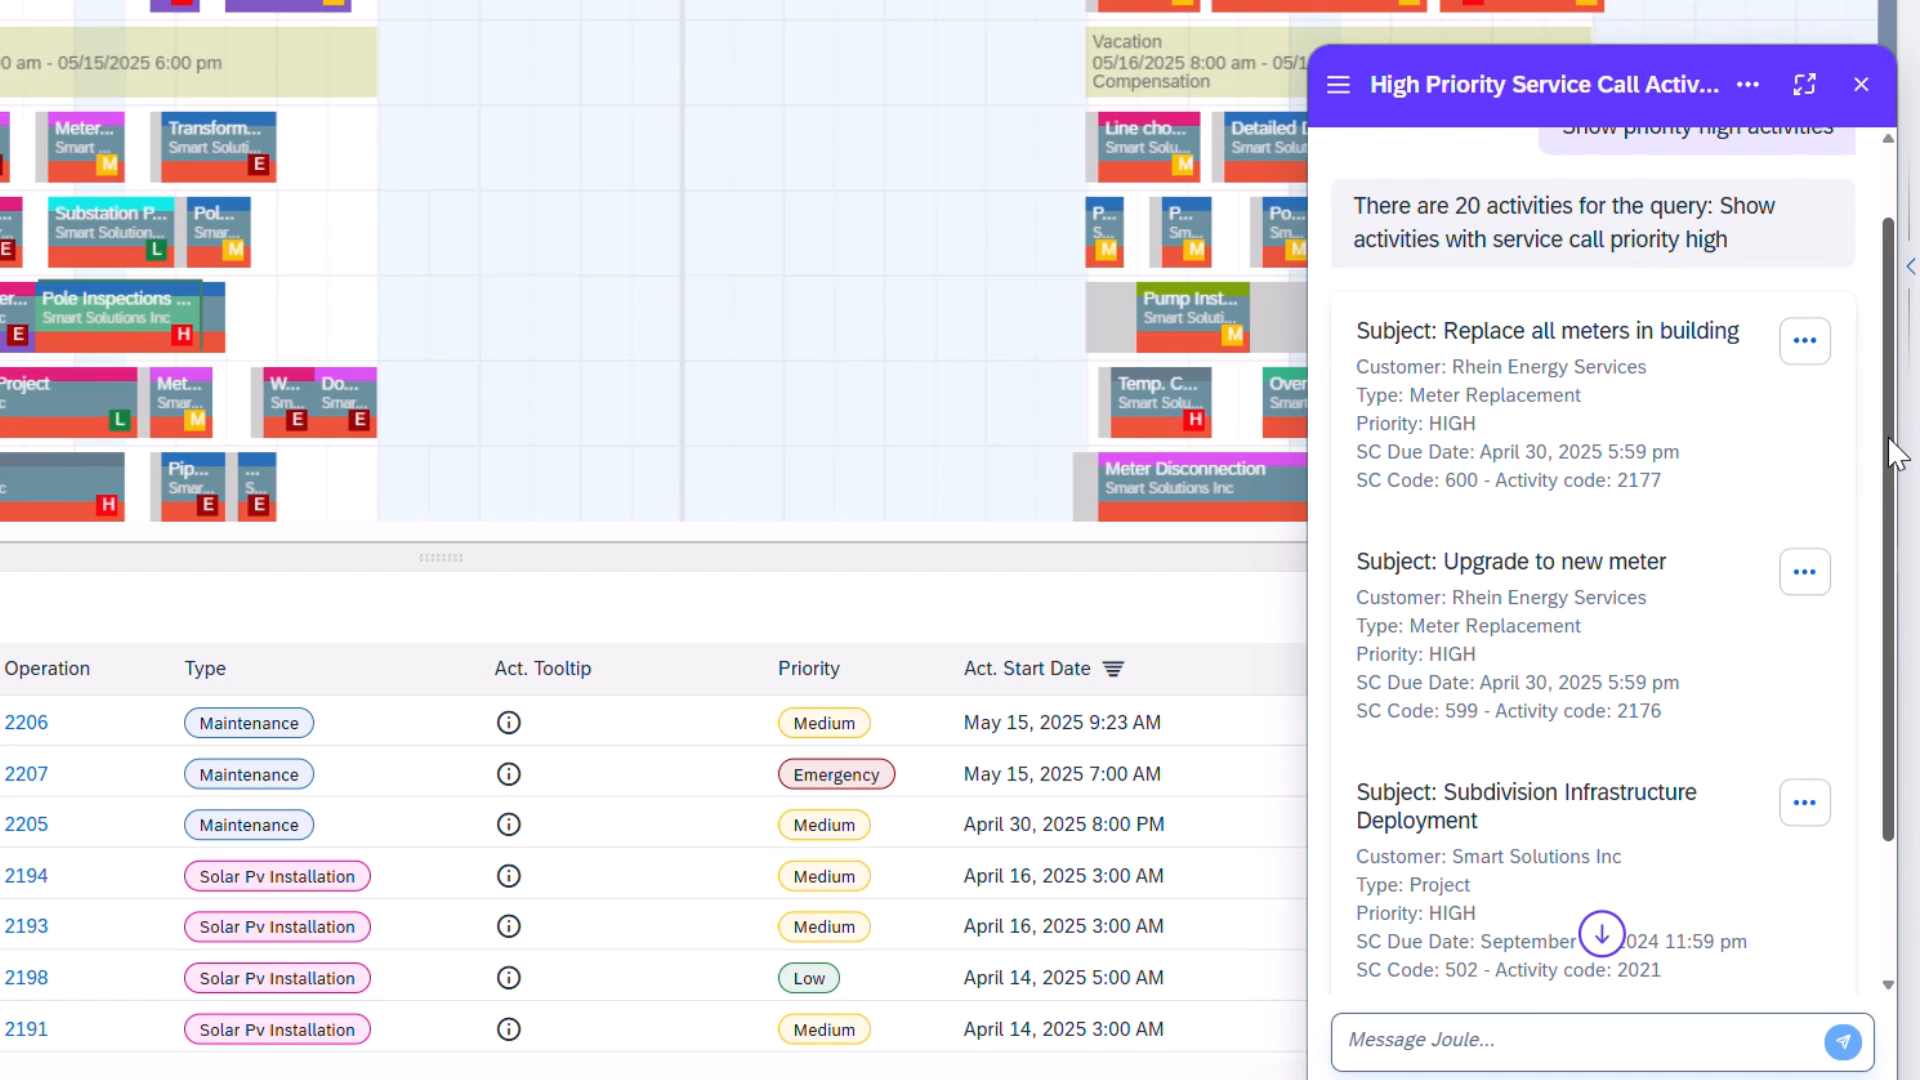 0 am - 05/15/2025 6:00 pm
Vacation
05/16/2025 8:00 am - 05/1
Compensation
Meter...
Smart ...
M
Transform...
Smart Soluti...
E
Line cho...
Smart Solu...
M
Detailed
Smart Solut
E
Substation P...
Smart Solution...
L
Pol...
Smar...
M
P...
S...
M
P...
Sm...
M
Po...
Sm...
M
er...
c
E
Pole Inspections ...
Smart Solutions Inc
H
Pump Inst...
Smart Soluti...
M
Project
c
L
Met...
Smar...
M
W...
Sm...
E
Do...
Smar...
E
Temp. C...
Smart Solu...
H
Over
Smart
c
H
Pip...
Smar...
E
...
S...
E
Meter Disconnection
Smart Solutions Inc
Operation Type Act. Tooltip Priority Act. Start Date
2206 Maintenance Medium May 15, 2025 9:23 AM
2207 Maintenance Emergency May 15, 2025 7:00 AM
2205 Maintenance Medium April 30, 2025 8:00 PM
2194 Solar Pv Installation Medium April 16, 2025 3:00 AM
2193 Solar Pv Installation Medium April 16, 2025 3:00 AM
2198 Solar Pv Installation Low April 14, 2025 5:00 AM
2191 Solar Pv Installation Medium April 14, 2025 3:00 AM
High Priority Service Call Activ...
Show priority high activities
There are 20 activities for the query: Show
activities with service call priority high
Subject: Replace all meters in building
Customer: Rhein Energy Services
Type: Meter Replacement
Priority: HIGH
SC Due Date: April 30, 2025 5:59 pm
SC Code: 600 - Activity code: 2177
Subject: Upgrade to new meter
Customer: Rhein Energy Services
Type: Meter Replacement
Priority: HIGH
SC Due Date: April 30, 2025 5:59 pm
SC Code: 599 - Activity code: 2176
Subject: Subdivision Infrastructure
Deployment
Customer: Smart Solutions Inc
Type: Project
Priority: HIGH
SC Due Date: September 2024 11:59 pm
SC Code: 502 - Activity code: 2021
Message Joule...